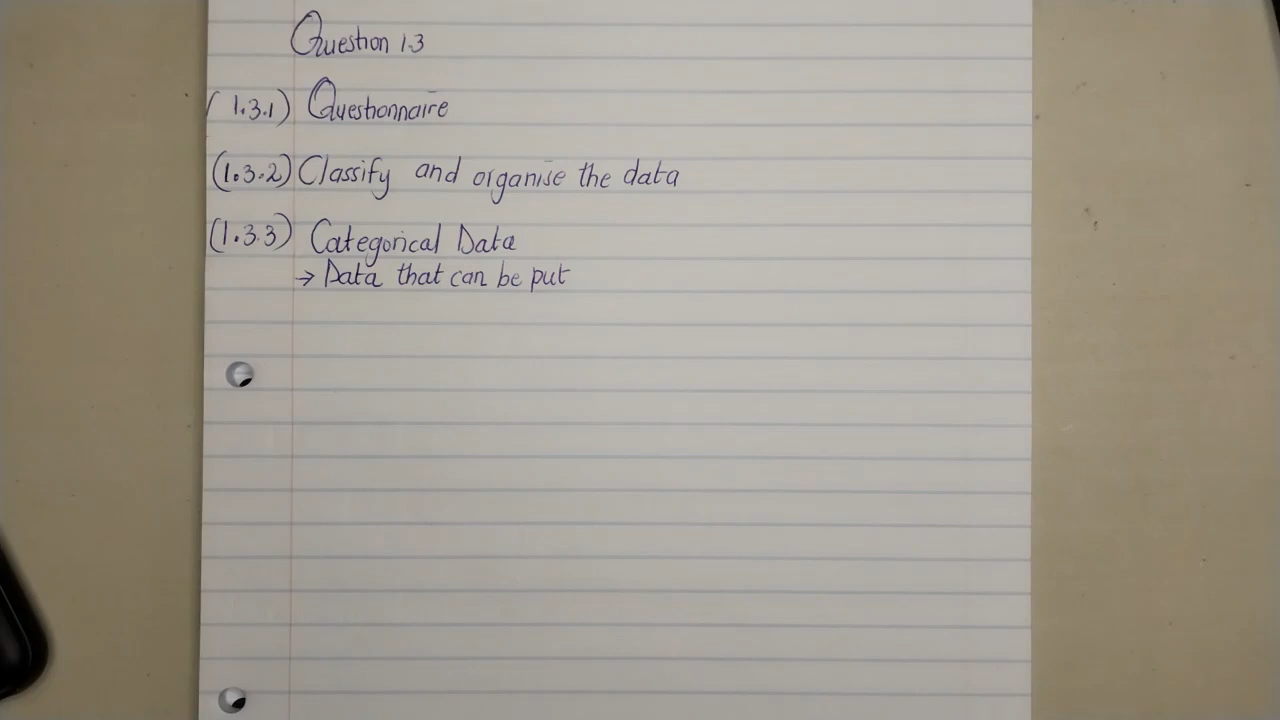 Question 1.3
(1.3.1) Questionnaire
(1.3.2) Classify and organise the data
(1.3.3) Categorical Data
→ Data that can be put